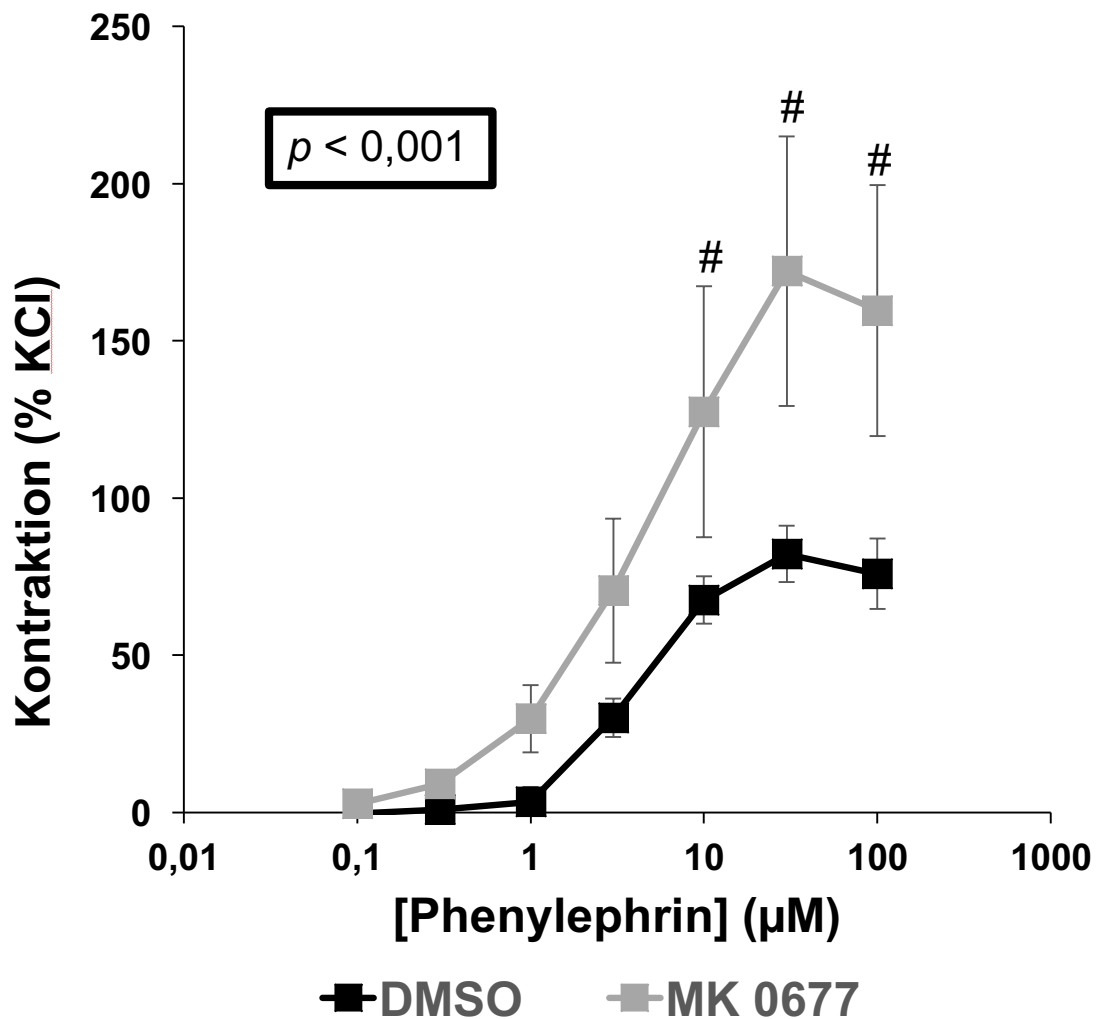 250
200
150
100
50
0
Kontraktion (% KCl)
p < 0,001
#
#
#
0,01 0,1 1 10 100 1000
[Phenylephrin] (µM)
DMSO MK 0677